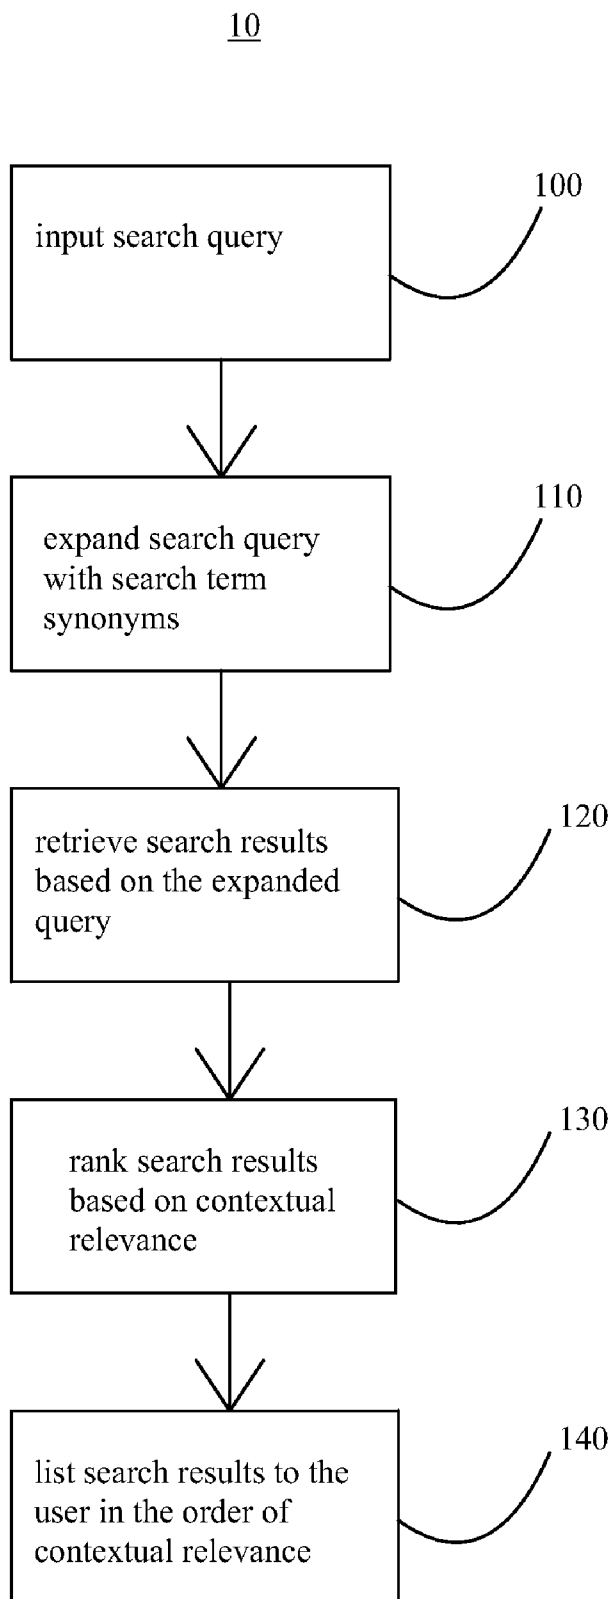 10
100
input search query
110
expand search query
with search term
synonyms
120
retrieve search results
based on the expanded
query
130
rank search results
based on contextual
relevance
140
list search results to the
user in the order of
contextual relevance